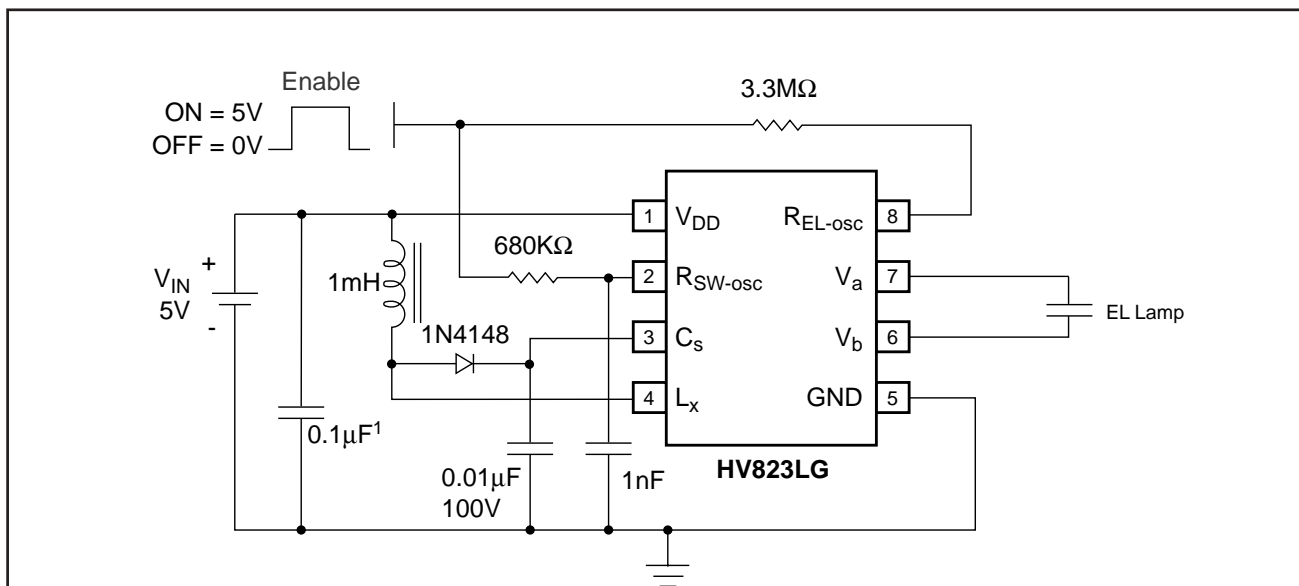 Enable
ON = 5V
OFF = 0V
3.3MΩ
1 V_DD
R_EL-osc 8
680KΩ
V_IN
5V
+
-
1mH
2 R_SW-osc
V_a 7
EL Lamp
1N4148
3 C_s
V_b 6
4 L_x
GND 5
0.1µF¹
0.01µF
100V
1nF
HV823LG